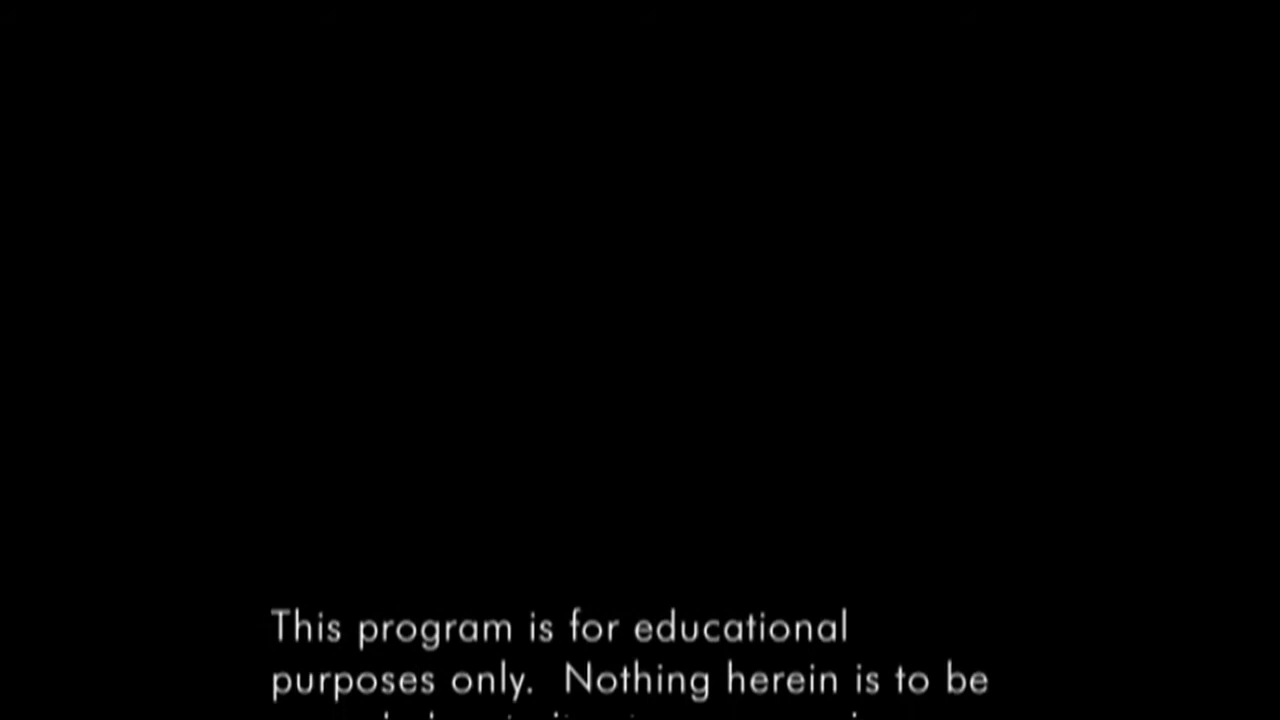 This program is for educational
purposes only.  Nothing herein is to be